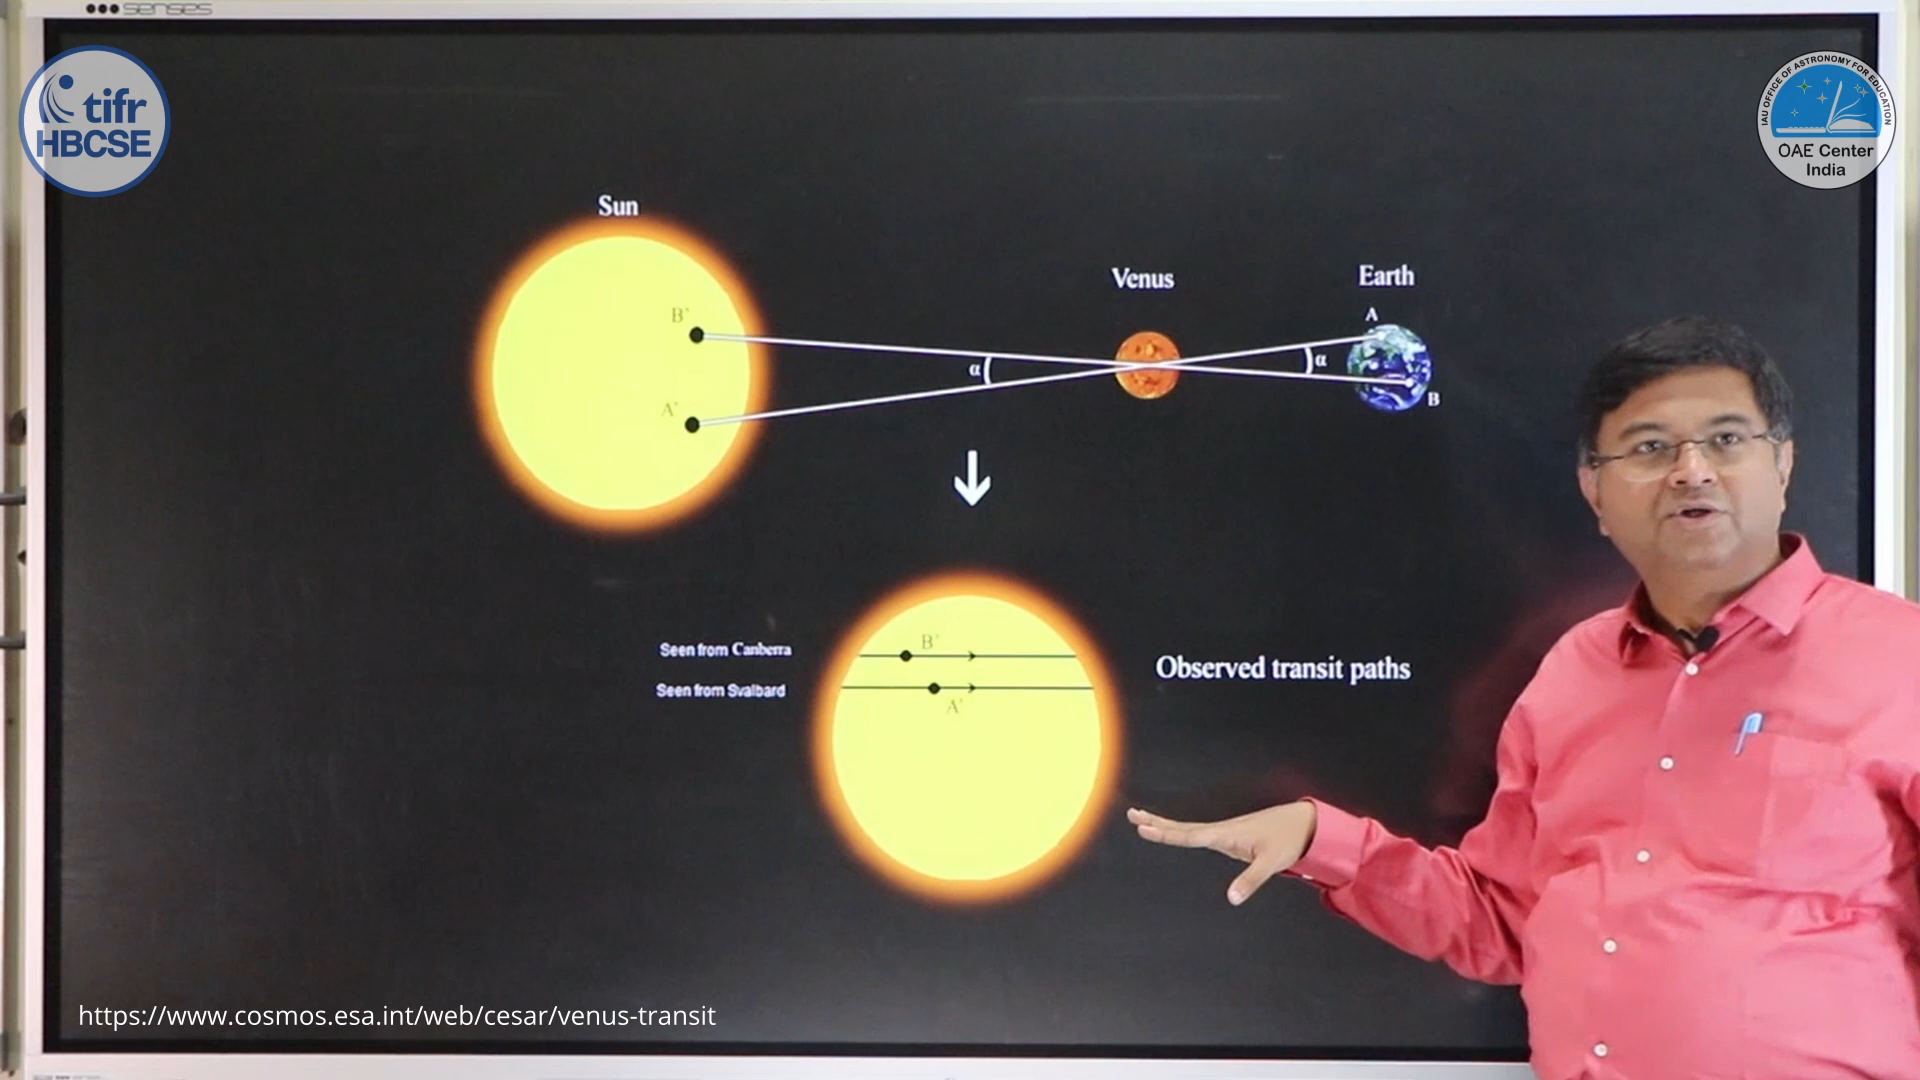 senses
tifr
HBCSE
IAU OFFICE OF ASTRONOMY FOR EDUCATION
OAE Center
India
Sun
Venus
Earth
A
B'
α
α
B
A'
Seen from Canberra
B'
Observed transit paths
Seen from Svalbard
A'
https://www.cosmos.esa.int/web/cesar/venus-transit